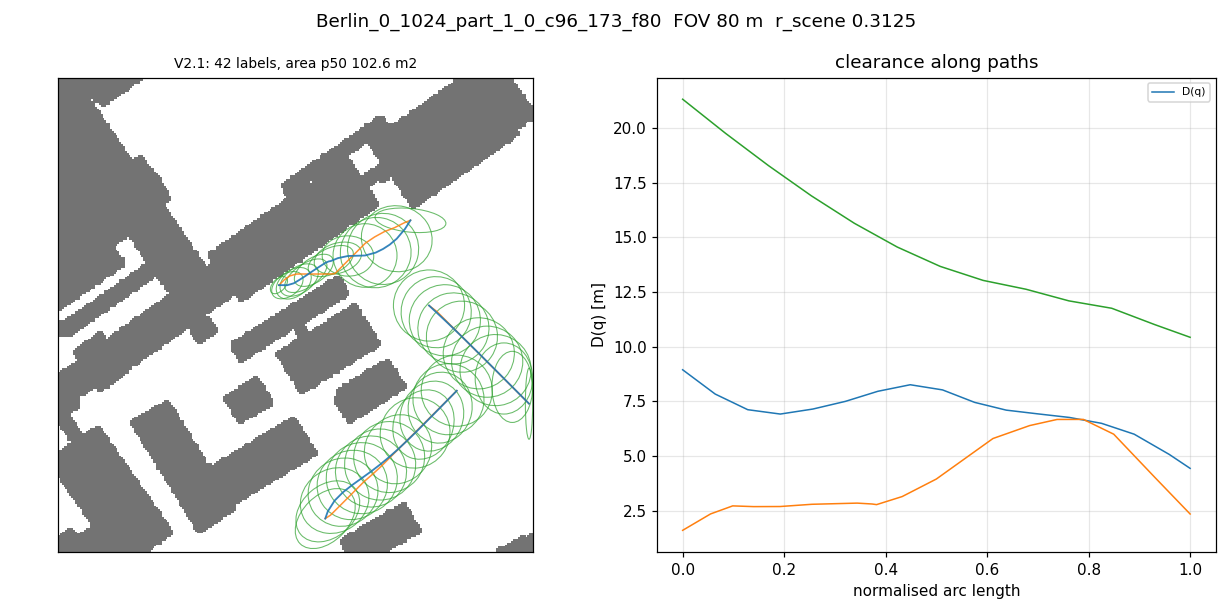 Berlin_0_1024_part_1_0_c96_173_f80  FOV 80 m  r_scene 0.3125
V2.1: 42 labels, area p50 102.6 m2
clearance along paths
D(q)
20.0
17.5
15.0
12.5
10.0
7.5
5.0
2.5
D(q) [m]
0.0 0.2 0.4 0.6 0.8 1.0
normalised arc length